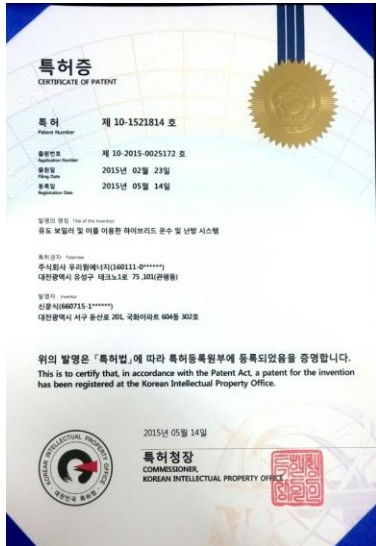 특허증
CERTIFICATE OF PATENT
특 허 제 10-1521814 호
Patent Number
출원번호 제 10-2015-0025172 호
Application Number
출원일 2015년 02월 23일
Filing Date
등록일 2015년 05월 14일
Registration Date
발명의 명칭 Title of the Invention
유도 보일러 및 이를 이용한 하이브리드 온수 및 난방 시스템
특허권자 Patentee
주식회사 우리원에너지(160111-0******)
대전광역시 유성구 테크노1로 75 ,101(관평동)
발명자 Inventor
신문식(660715-1******)
대전광역시 서구 둔산로 201, 국화아파트 604동 302호
위의 발명은 「특허법」에 따라 특허등록원부에 등록되었음을 증명합니다.
This is to certify that, in accordance with the Patent Act, a patent for the invention
has been registered at the Korean Intellectual Property Office.
2015년 05월 14일
특허청장
COMMISSIONER,
KOREAN INTELLECTUAL PROPERTY OFFICE
KOREAN INTELLECTUAL PROPERTY OFFICE
대한민국 특허청